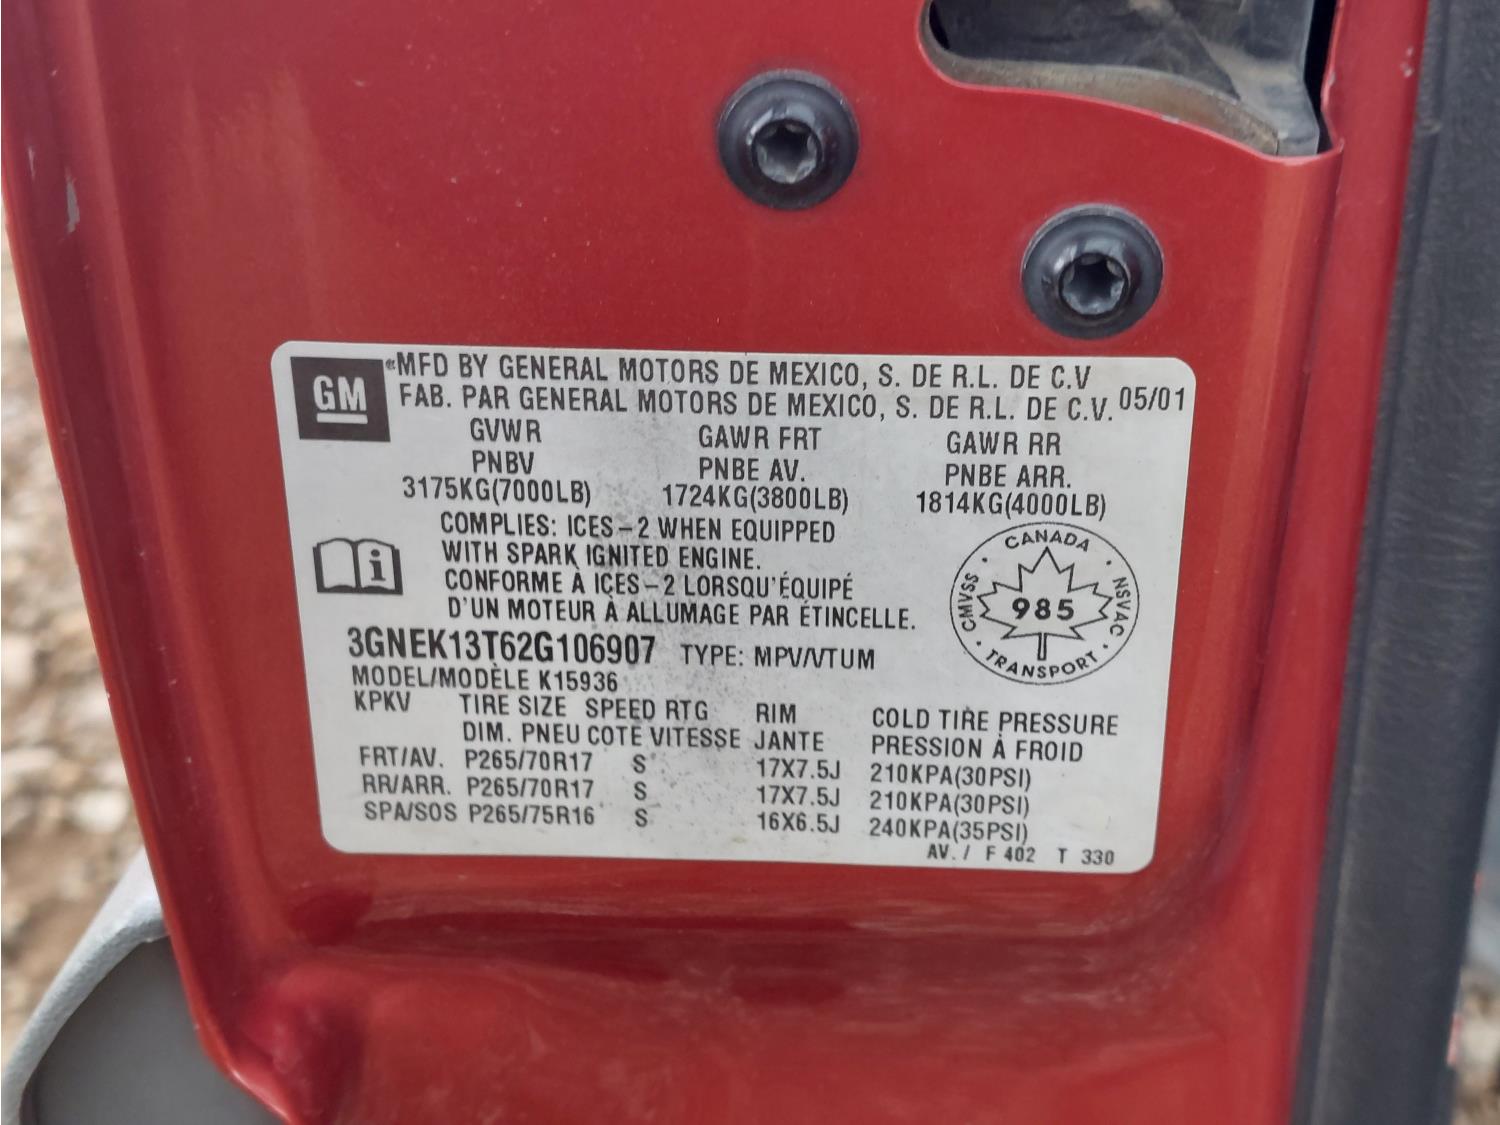 GM
MFD BY GENERAL MOTORS DE MEXICO, S. DE R.L. DE C.V
FAB. PAR GENERAL MOTORS DE MEXICO, S. DE R.L. DE C.V. 05/01
GVWR GAWR FRT GAWR RR
PNBV PNBE AV. PNBE ARR.
3175KG(7000LB) 1724KG(3800LB) 1814KG(4000LB)
COMPLIES: ICES-2 WHEN EQUIPPED
WITH SPARK IGNITED ENGINE.
CONFORME À ICES-2 LORSQU'ÉQUIPÉ
D'UN MOTEUR À ALLUMAGE PAR ÉTINCELLE.
CANADA
CMVSS 985 NSVAC
TRANSPORT
3GNEK13T62G106907 TYPE: MPV/VTUM
MODEL/MODÈLE K15936
KPKV TIRE SIZE SPEED RTG RIM COLD TIRE PRESSURE
DIM. PNEU COTE VITESSE JANTE PRESSION À FROID
FRT/AV. P265/70R17 S 17X7.5J 210KPA(30PSI)
RR/ARR. P265/70R17 S 17X7.5J 210KPA(30PSI)
SPA/SOS P265/75R16 S 16X6.5J 240KPA(35PSI)
AV. / F 402 T 330